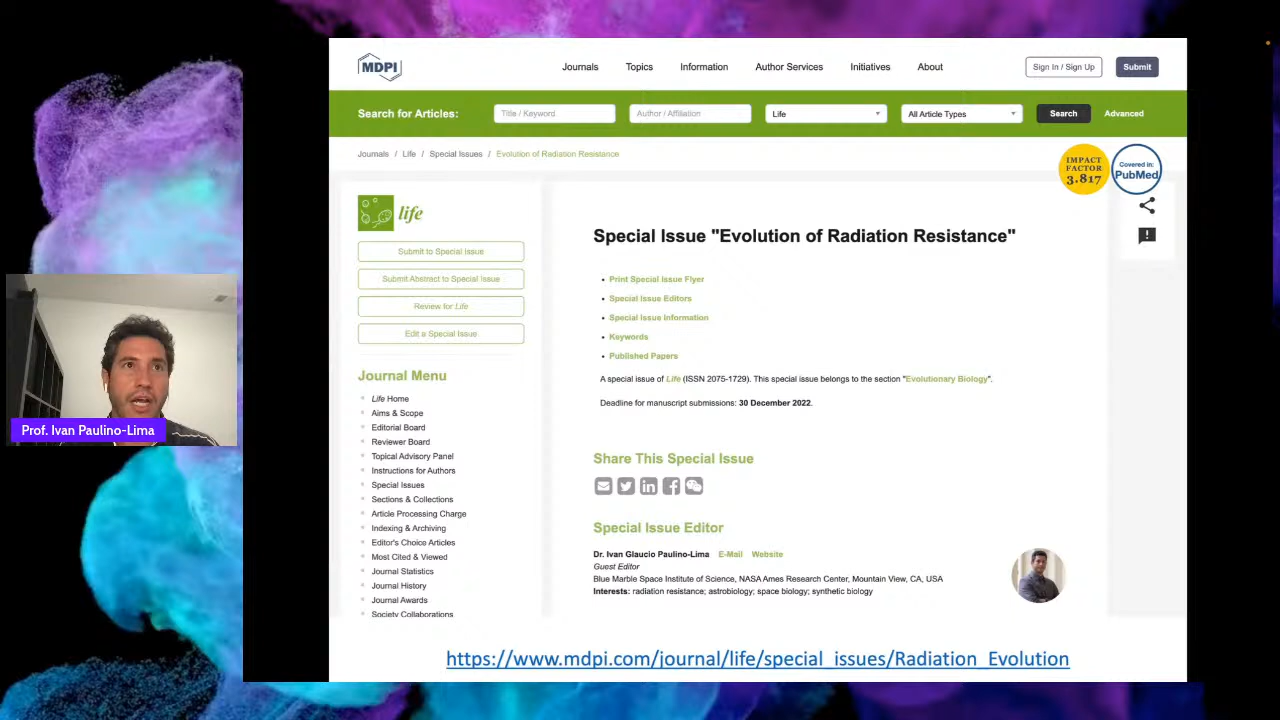 MDPI
Journals Topics Information Author Services Initiatives About
Sign In / Sign Up
Submit
Search for Articles:
Title / Keyword
Author / Affiliation
Life
All Article Types
Search
Advanced
Journals / Life / Special Issues / Evolution of Radiation Resistance
IMPACT
FACTOR
3.817
Covered in:
PubMed
life
Submit to Special Issue
Submit Abstract to Special Issue
Review for Life
Edit a Special Issue
Journal Menu
Life Home
Aims & Scope
Editorial Board
Reviewer Board
Topical Advisory Panel
Instructions for Authors
Special Issues
Sections & Collections
Article Processing Charge
Indexing & Archiving
Editor's Choice Articles
Most Cited & Viewed
Journal Statistics
Journal History
Journal Awards
Society Collaborations
Special Issue "Evolution of Radiation Resistance"
• Print Special Issue Flyer
• Special Issue Editors
• Special Issue Information
• Keywords
• Published Papers
A special issue of Life (ISSN 2075-1729). This special issue belongs to the section "Evolutionary Biology".
Deadline for manuscript submissions: 30 December 2022.
Share This Special Issue
Special Issue Editor
Dr. Ivan Glaucio Paulino-Lima E-Mail Website
Guest Editor
Blue Marble Space Institute of Science, NASA Ames Research Center, Mountain View, CA, USA
Interests: radiation resistance; astrobiology; space biology; synthetic biology
https://www.mdpi.com/journal/life/special_issues/Radiation_Evolution
Prof. Ivan Paulino-Lima